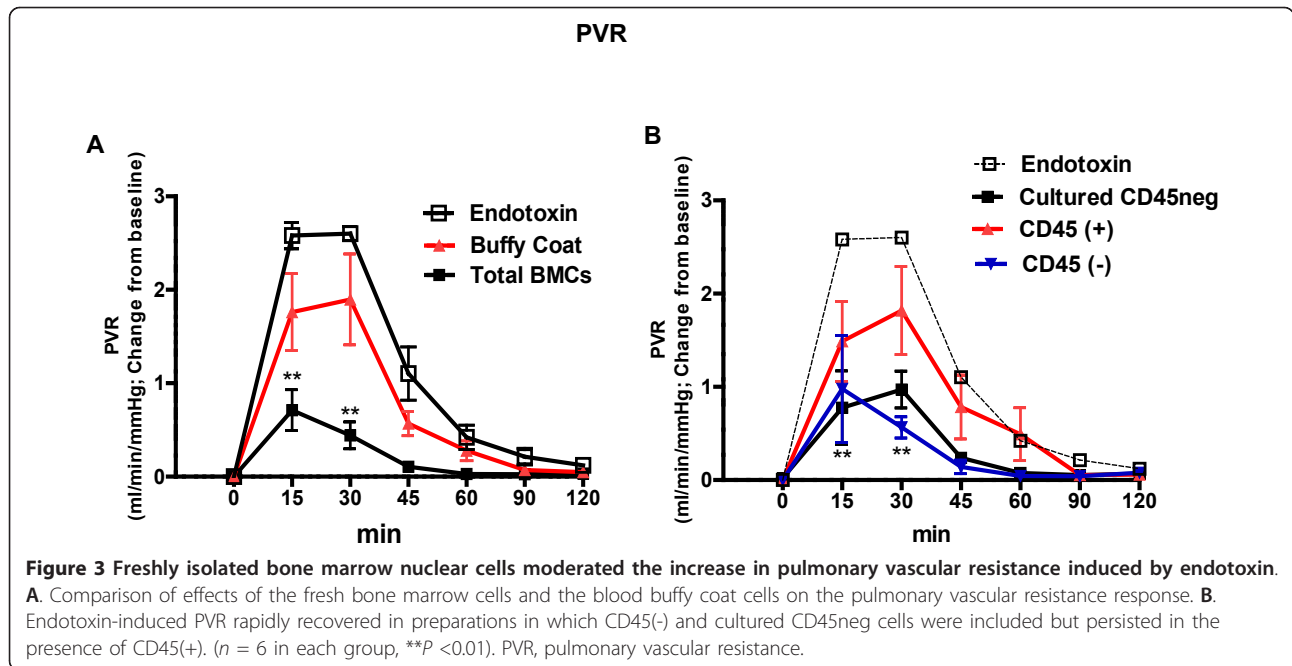 PVR
A
PVR
(ml/min/mmHg; Change from baseline)
3
2
1
0
Endotoxin
Buffy Coat
Total BMCs
**
**
0 15 30 45 60 90 120
min
B
PVR
(ml/min/mmHg; Change from baseline)
3
2
1
0
Endotoxin
Cultured CD45neg
CD45 (+)
CD45 (-)
**
**
0 15 30 45 60 90 120
min
Figure 3 Freshly isolated bone marrow nuclear cells moderated the increase in pulmonary vascular resistance induced by endotoxin.
A. Comparison of effects of the fresh bone marrow cells and the blood buffy coat cells on the pulmonary vascular resistance response. B.
Endotoxin-induced PVR rapidly recovered in preparations in which CD45(-) and cultured CD45neg cells were included but persisted in the
presence of CD45(+). (n = 6 in each group, **P <0.01). PVR, pulmonary vascular resistance.